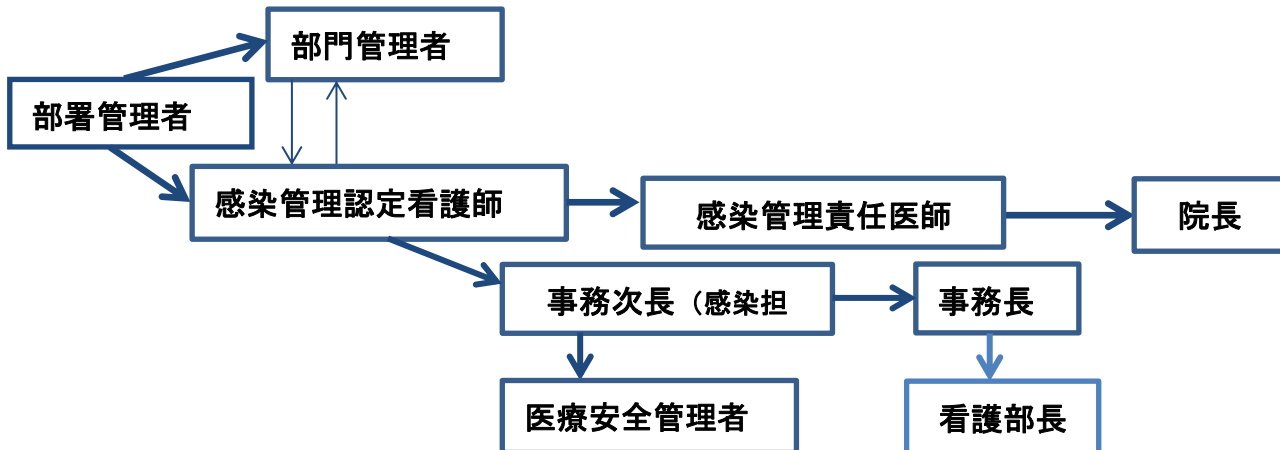 部門管理者
部署管理者
感染管理認定看護師
感染管理責任医師
院長
事務次長（感染担
事務長
医療安全管理者
看護部長